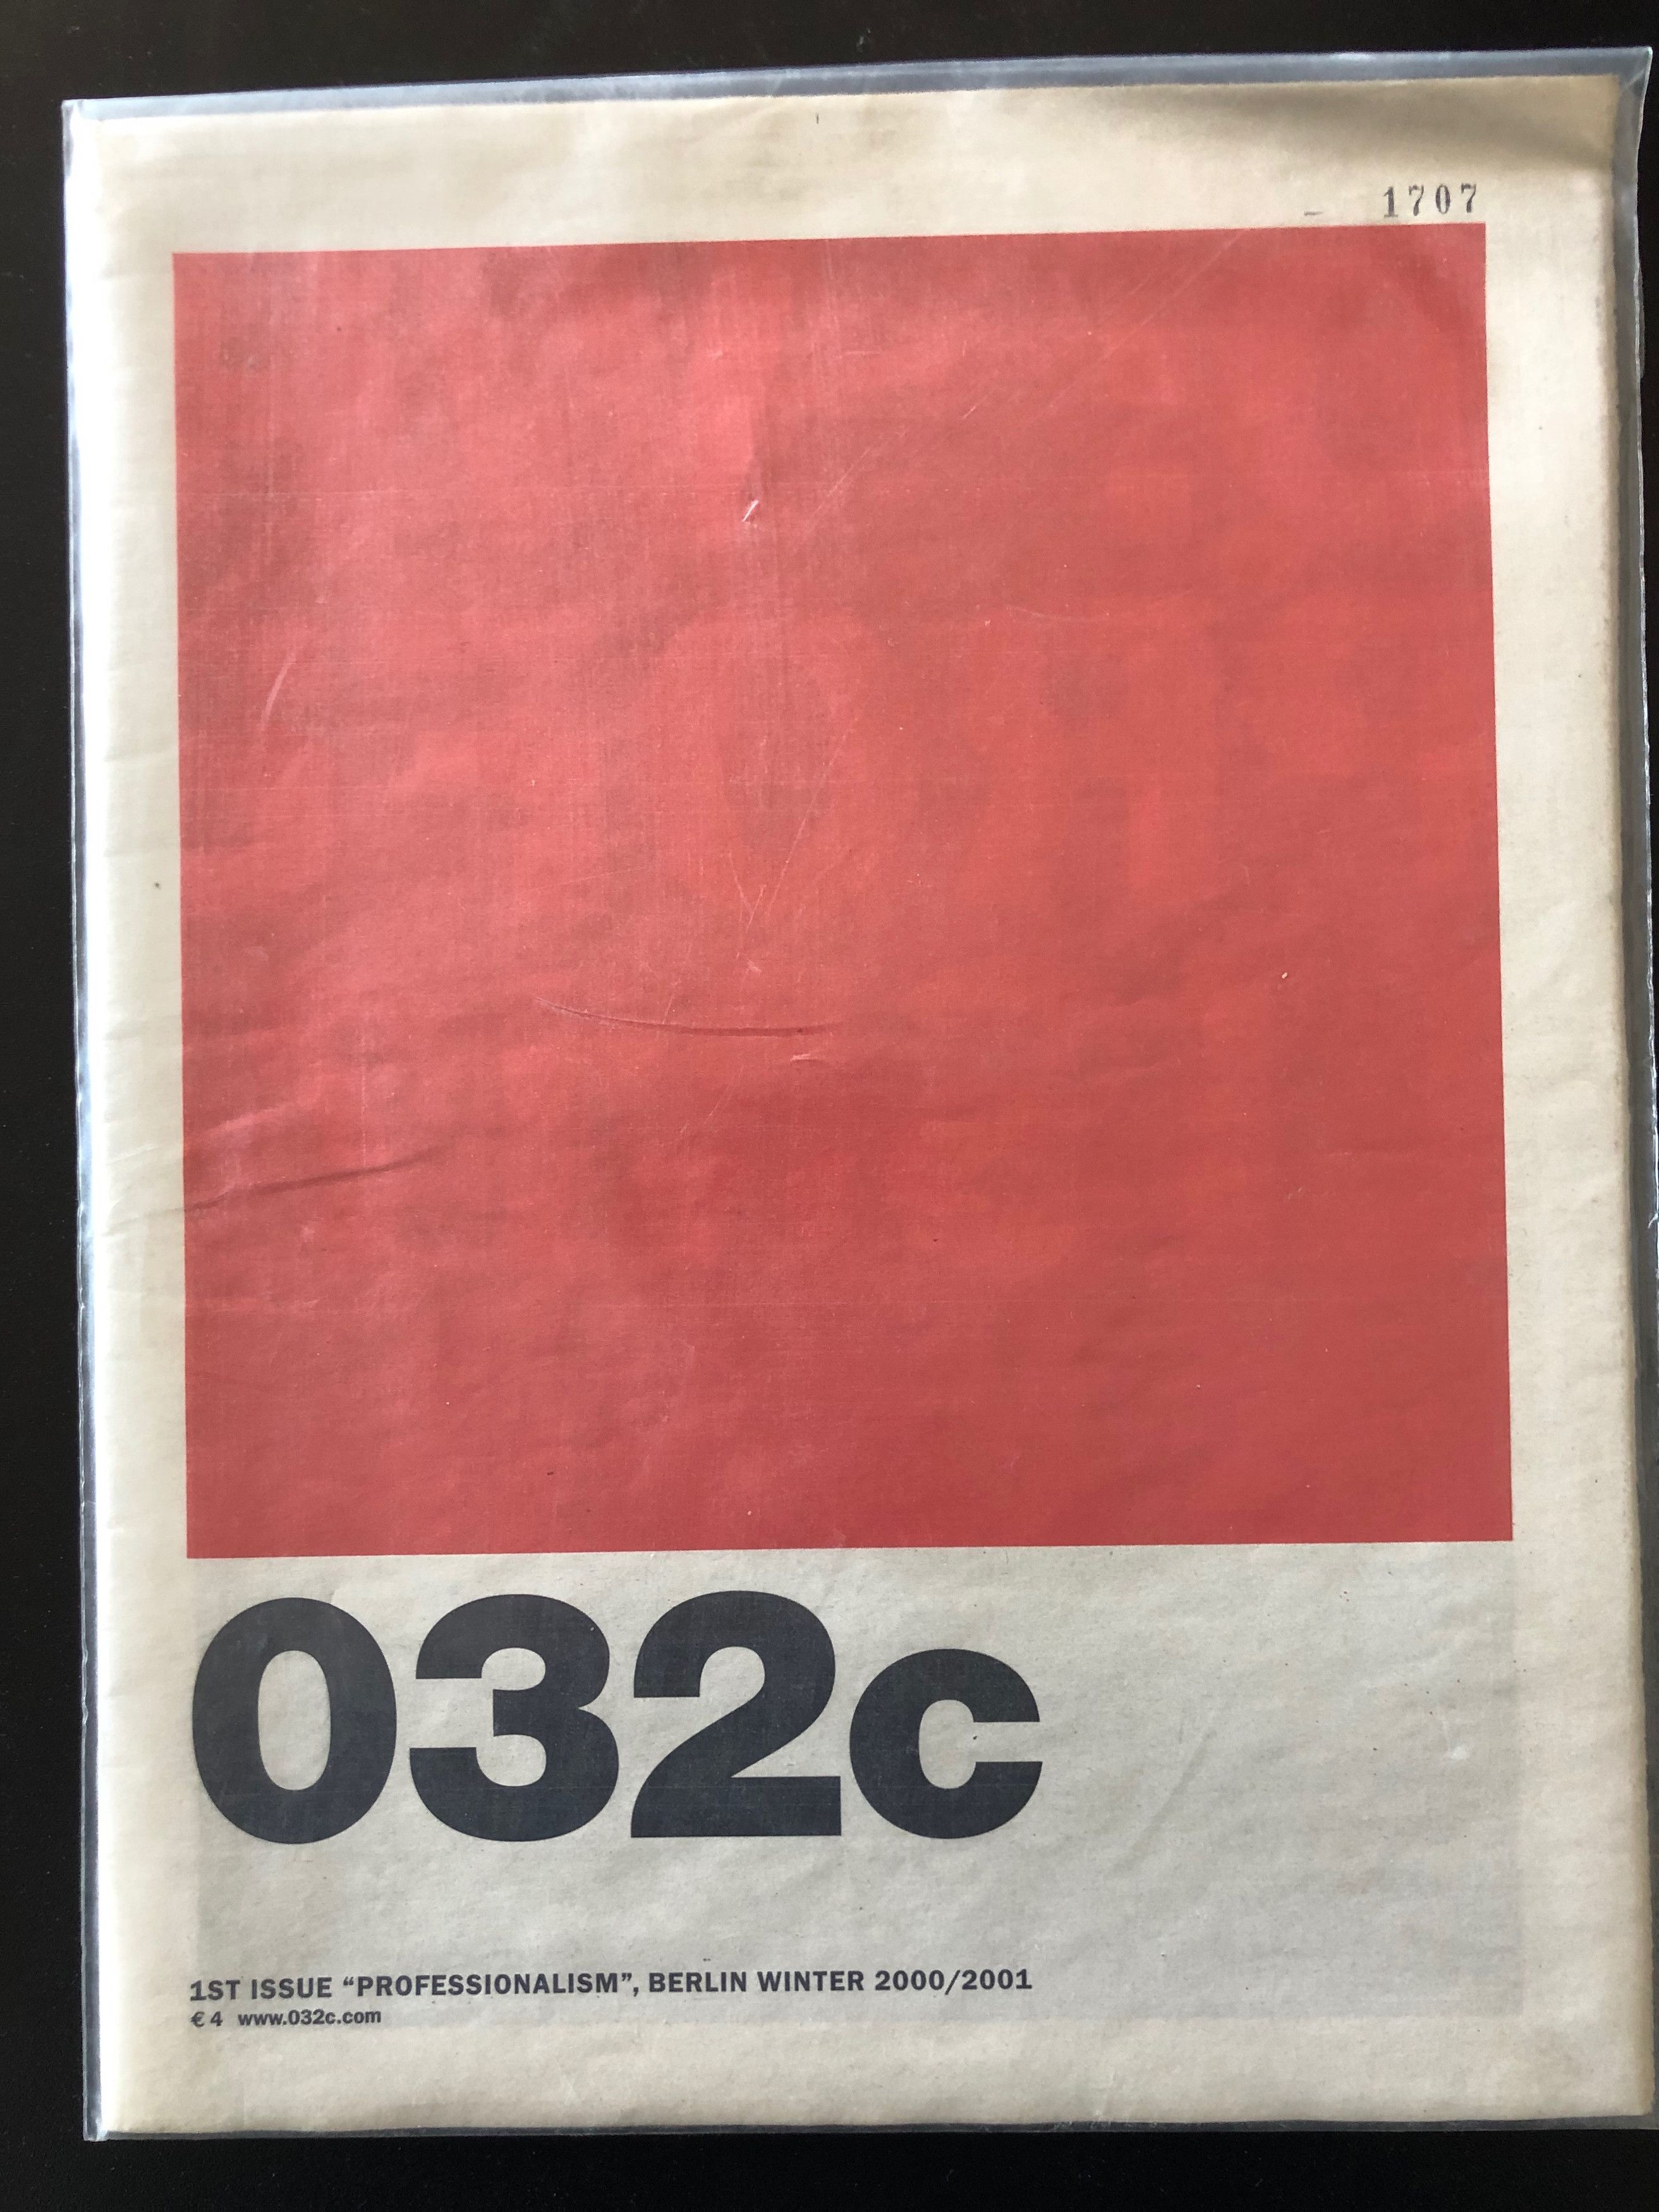 1707
032c
1ST ISSUE “PROFESSIONALISM”, BERLIN WINTER 2000/2001
€ 4 www.032c.com